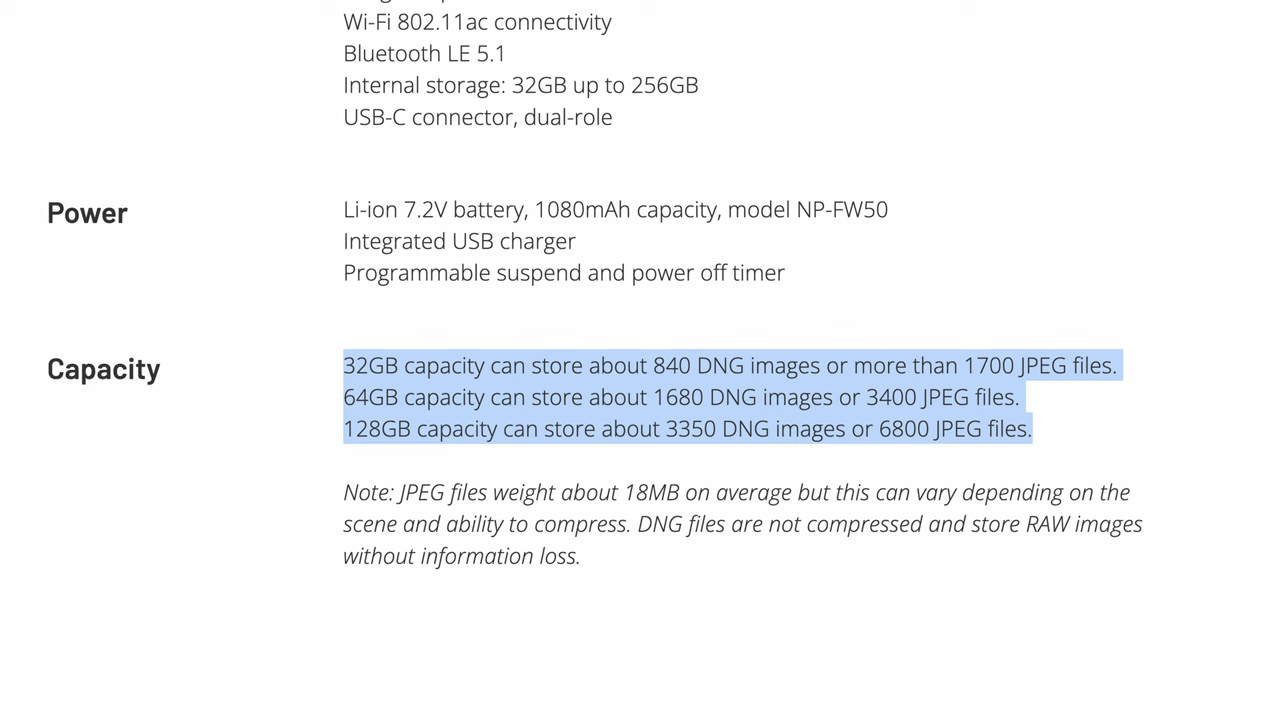 Wi-Fi 802.11ac connectivity
Bluetooth LE 5.1
Internal storage: 32GB up to 256GB
USB-C connector, dual-role
Power
Li-ion 7.2V battery, 1080mAh capacity, model NP-FW50
Integrated USB charger
Programmable suspend and power off timer
Capacity
32GB capacity can store about 840 DNG images or more than 1700 JPEG files.
64GB capacity can store about 1680 DNG images or 3400 JPEG files.
128GB capacity can store about 3350 DNG images or 6800 JPEG files.
Note: JPEG files weight about 18MB on average but this can vary depending on the
scene and ability to compress. DNG files are not compressed and store RAW images
without information loss.